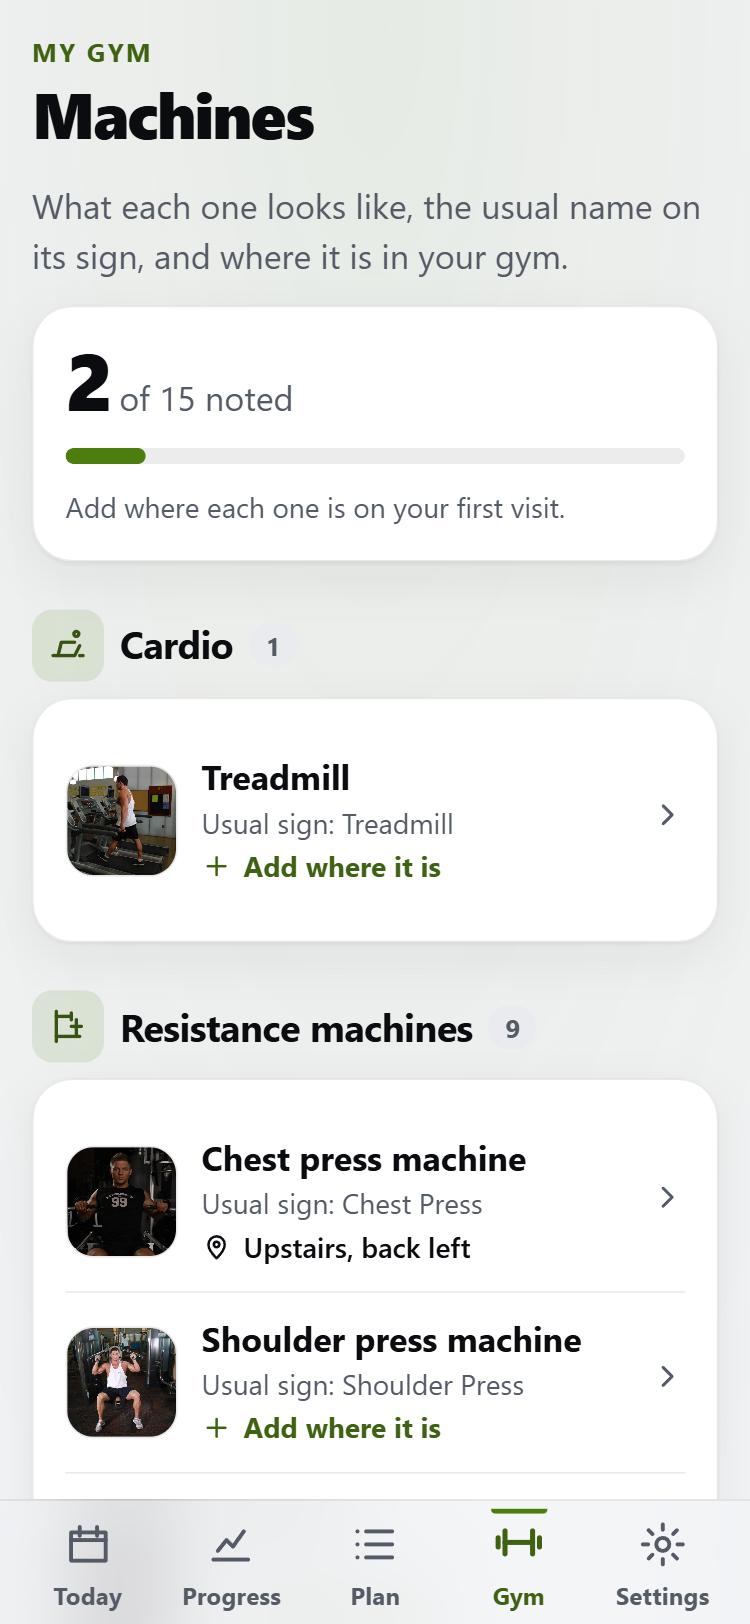 MY GYM
Machines
What each one looks like, the usual name on
its sign, and where it is in your gym.
2 of 15 noted
Add where each one is on your first visit.
Cardio 1
Treadmill
Usual sign: Treadmill
+ Add where it is
Resistance machines 9
99
Chest press machine
Usual sign: Chest Press
Upstairs, back left
Shoulder press machine
Usual sign: Shoulder Press
+ Add where it is
Today Progress Plan Gym Settings